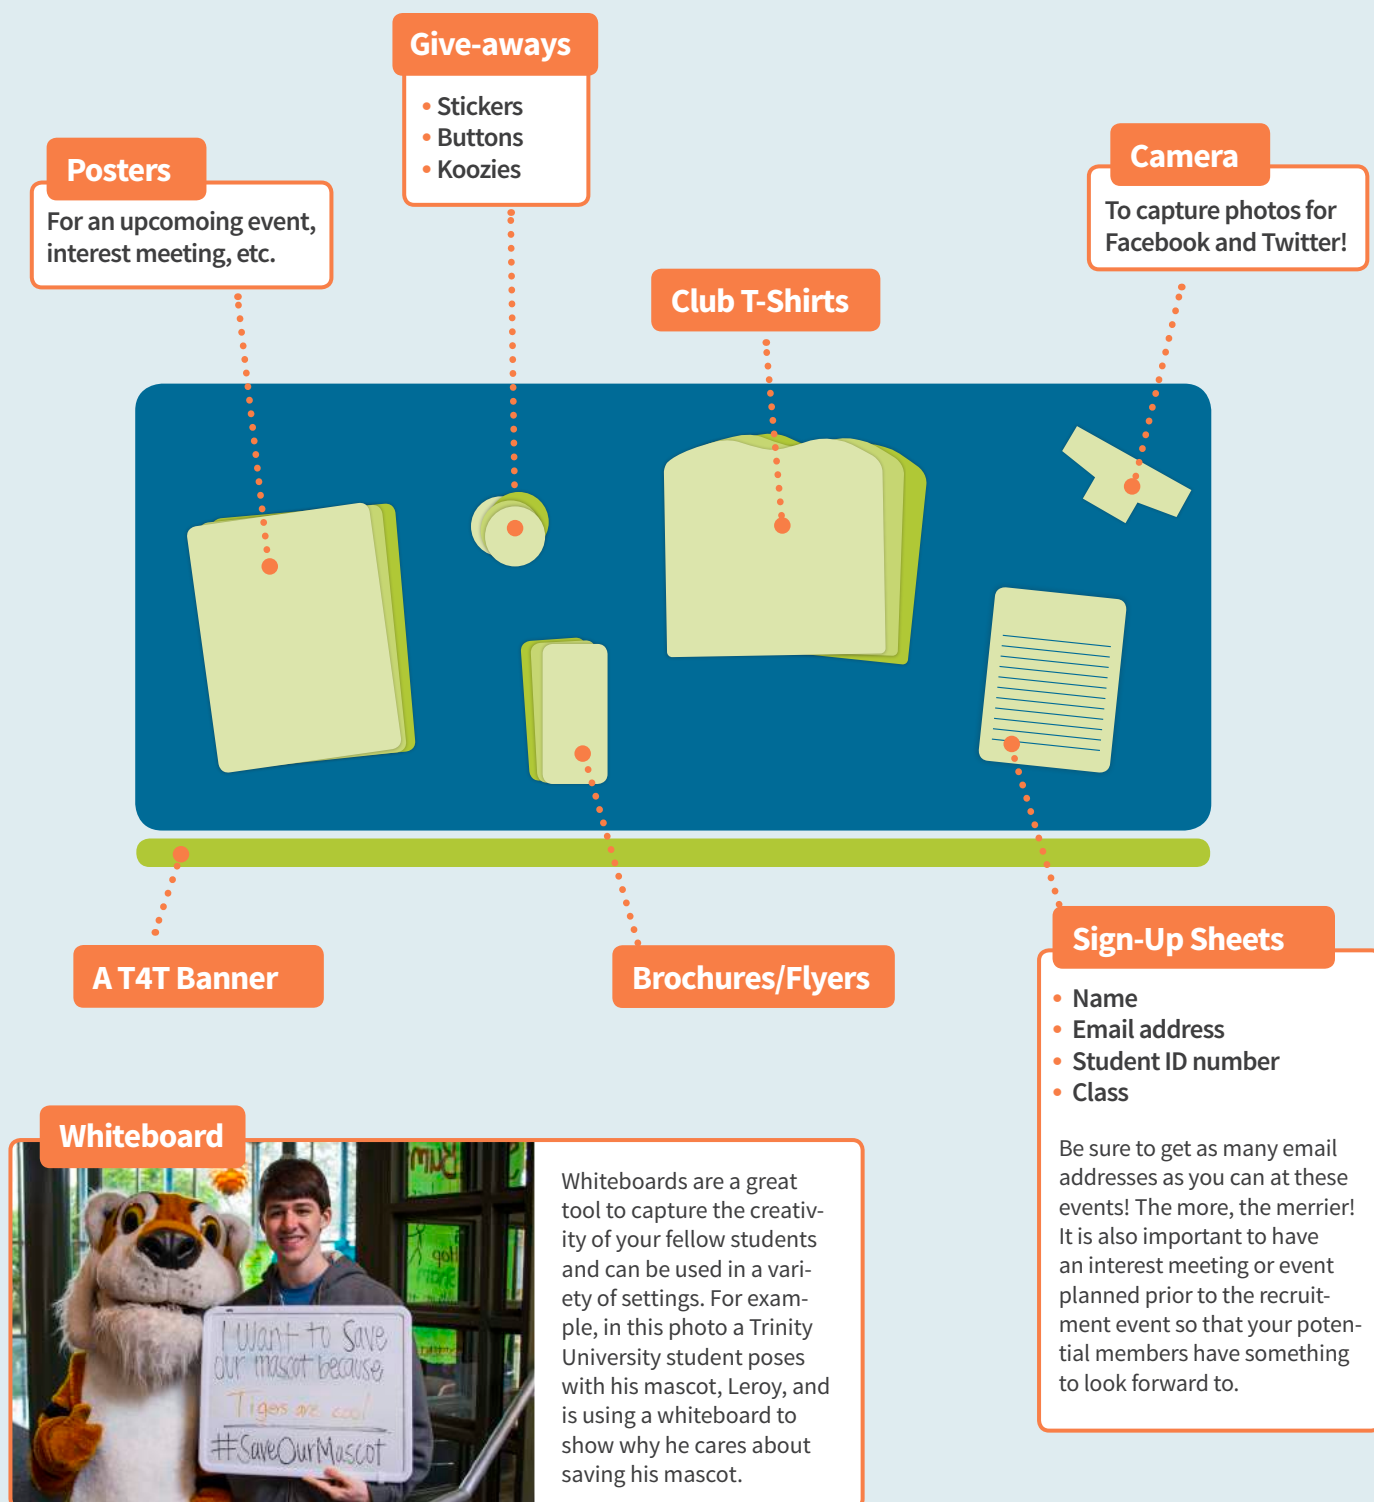 Give-aways
• Stickers
• Buttons
• Koozies
Posters
For an upcomoing event,
interest meeting, etc.
Camera
To capture photos for
Facebook and Twitter!
Club T-Shirts
A T4T Banner
Brochures/Flyers
Sign-Up Sheets
• Name
• Email address
• Student ID number
• Class
Be sure to get as many email
addresses as you can at these
events! The more, the merrier!
It is also important to have
an interest meeting or event
planned prior to the recruit-
ment event so that your poten-
tial members have something
to look forward to.
Whiteboard
I Want to Save
our mascot because
Tigers are cool
#SaveOurMascot
Whiteboards are a great
tool to capture the creativ-
ity of your fellow students
and can be used in a vari-
ety of settings. For exam-
ple, in this photo a Trinity
University student poses
with his mascot, Leroy, and
is using a whiteboard to
show why he cares about
saving his mascot.